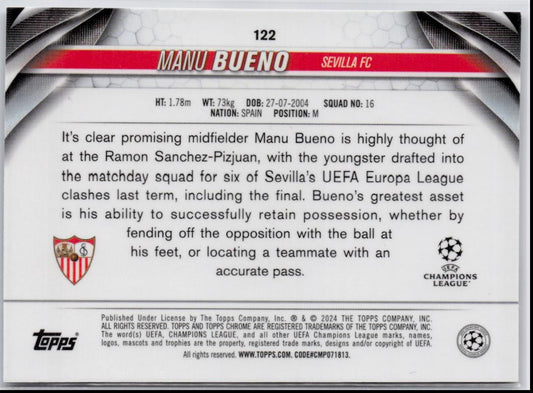 122
MANU BUENO
SEVILLA FC
HT: 1.78m WT: 73kg DOB: 27-07-2004 SQUAD NO: 16
NATION: SPAIN POSITION: M
It's clear promising midfielder Manu Bueno is highly thought of
at the Ramon Sanchez-Pizjuan, with the youngster drafted into
the matchday squad for six of Sevilla's UEFA Europa League
clashes last term, including the final. Bueno's greatest asset
is his ability to successfully retain possession, whether by
fending off the opposition with the ball at
his feet, or locating a teammate with an
accurate pass.
UEFA
CHAMPIONS
LEAGUE
Topps
Published Under License by The Topps Company, Inc. ® & © 2024 THE TOPPS COMPANY, INC.
ALL RIGHTS RESERVED. TOPPS AND TOPPS CHROME ARE REGISTERED TRADEMARKS OF THE TOPPS COMPANY, INC.
The word(s) UEFA, CHAMPIONS LEAGUE, and all other UEFA Champions League marks, names,
logos, mascots and trophies are the property, registered trade marks, designs and/or copyright of UEFA.
All rights reserved. WWW.TOPPS.COM. CODE#CMP071813.